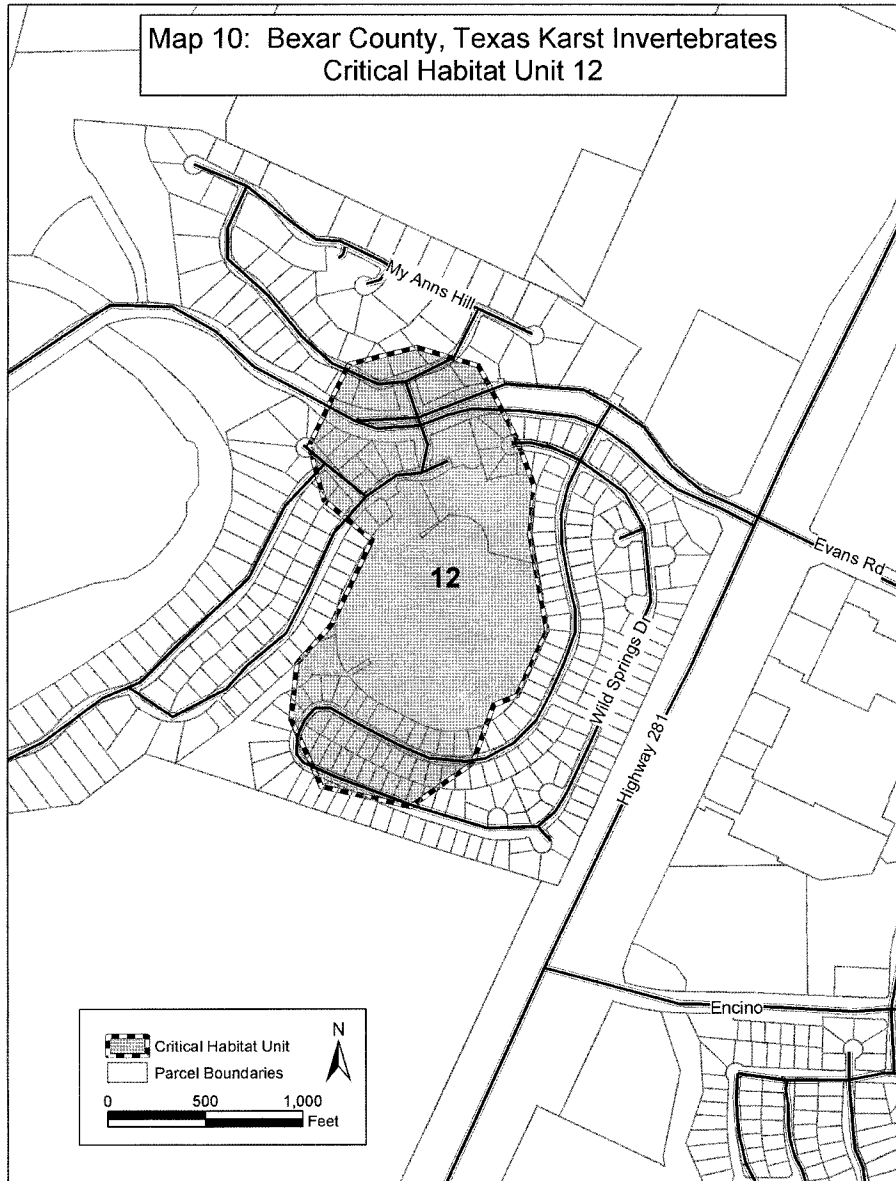 Map 10: Bexar County, Texas Karst Invertebrates
Critical Habitat Unit 12
My Anns Hill
12
Evans Rd
Wild Springs Dr
Highway 281
Encino
Critical Habitat Unit
Parcel Boundaries
N
0 500 1,000
Feet